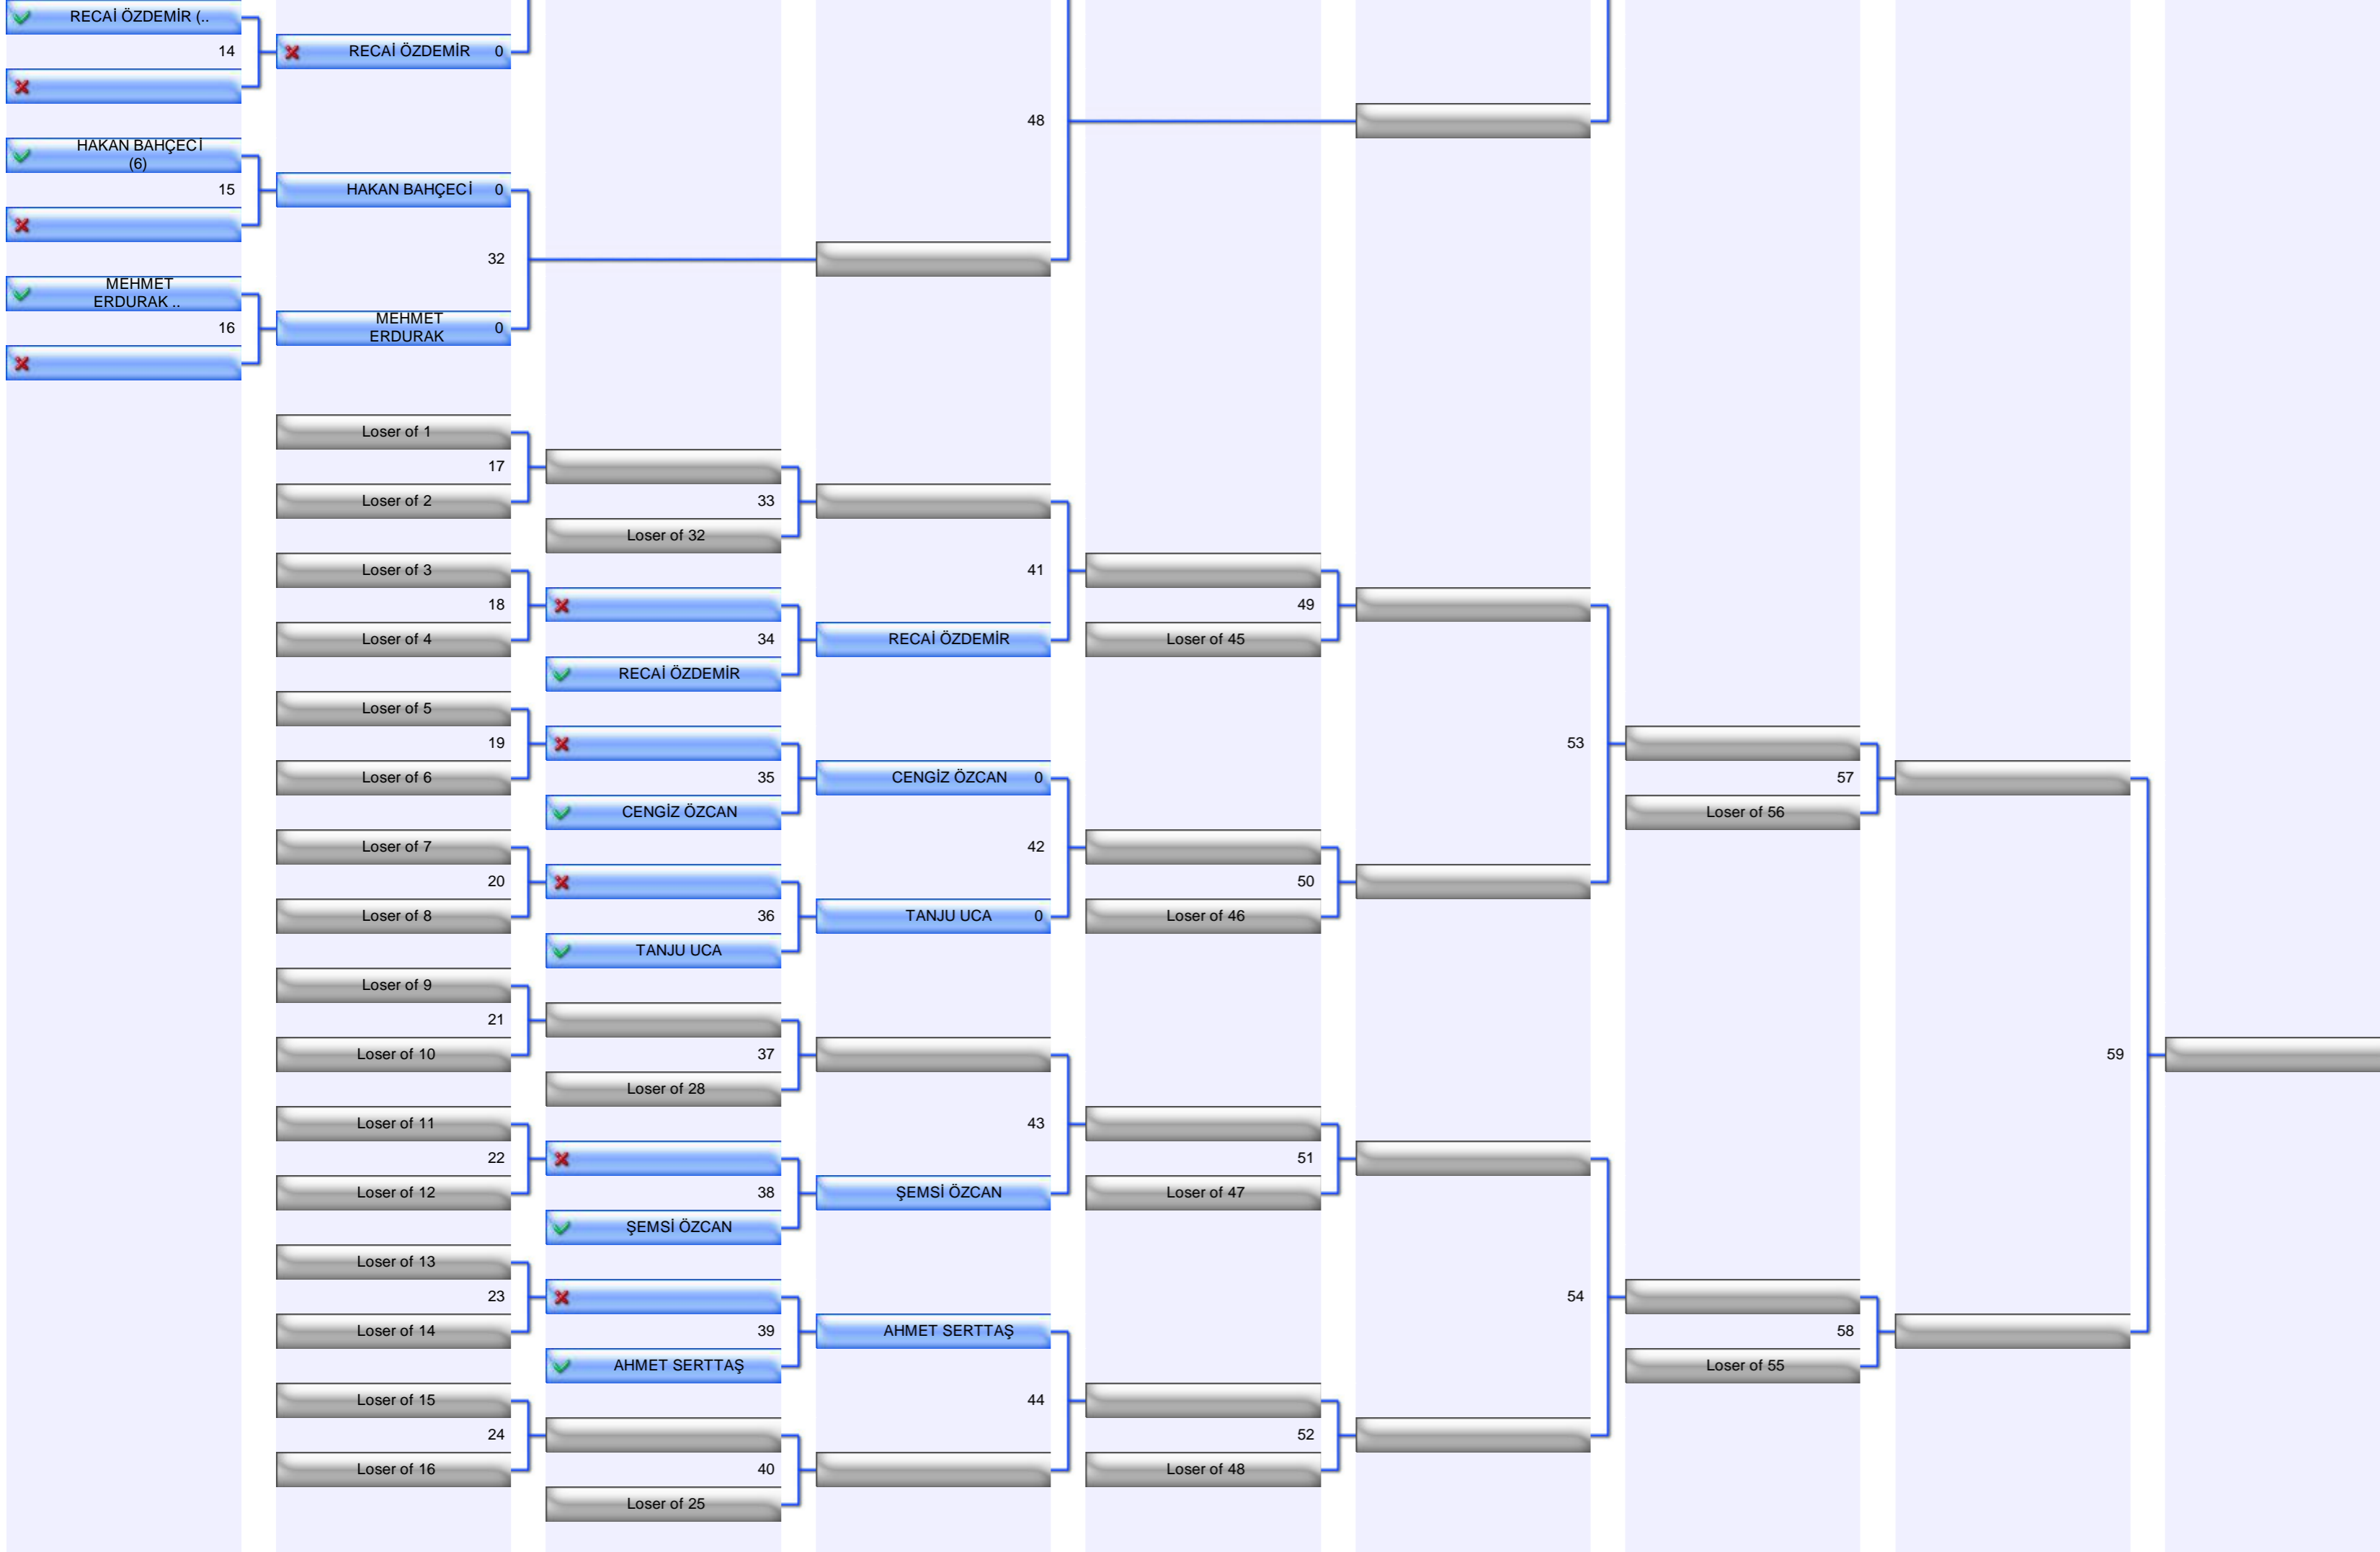 RECAİ ÖZDEMİR (..
14
RECAİ ÖZDEMİR 0
48
HAKAN BAHÇECİ
(6)
15
HAKAN BAHÇECİ 0
32
MEHMET
ERDURAK ..
16
MEHMET
ERDURAK 0
Loser of 1
17
Loser of 2
33
Loser of 32
Loser of 3
18
Loser of 4
34
RECAİ ÖZDEMİR
41
RECAİ ÖZDEMİR
49
Loser of 45
Loser of 5
19
Loser of 6
35
CENGİZ ÖZCAN
CENGİZ ÖZCAN 0
53
57
Loser of 56
Loser of 7
20
Loser of 8
36
TANJU UCA
42
TANJU UCA 0
50
Loser of 46
Loser of 9
21
Loser of 10
37
Loser of 28
59
Loser of 11
22
Loser of 12
38
ŞEMSİ ÖZCAN
43
ŞEMSİ ÖZCAN
51
Loser of 47
Loser of 13
23
Loser of 14
39
AHMET SERTTAŞ
AHMET SERTTAŞ
54
58
Loser of 55
Loser of 15
24
Loser of 16
40
Loser of 25
44
52
Loser of 48